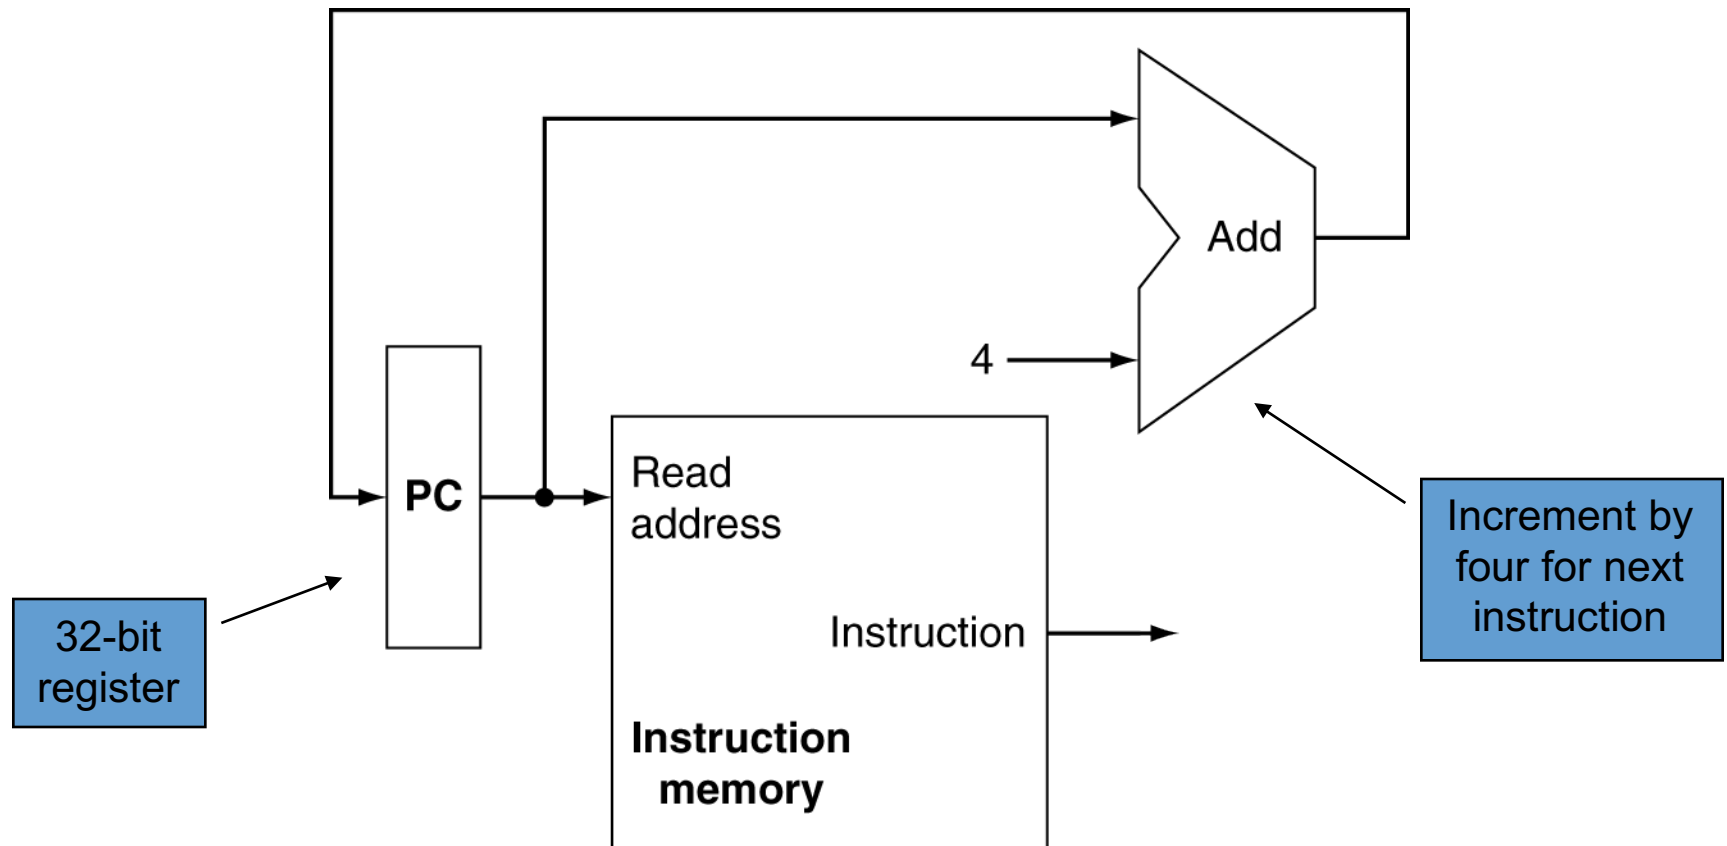 Add
4
PC
Read
address
Instruction
Instruction
memory
32-bit
register
Increment by
four for next
instruction